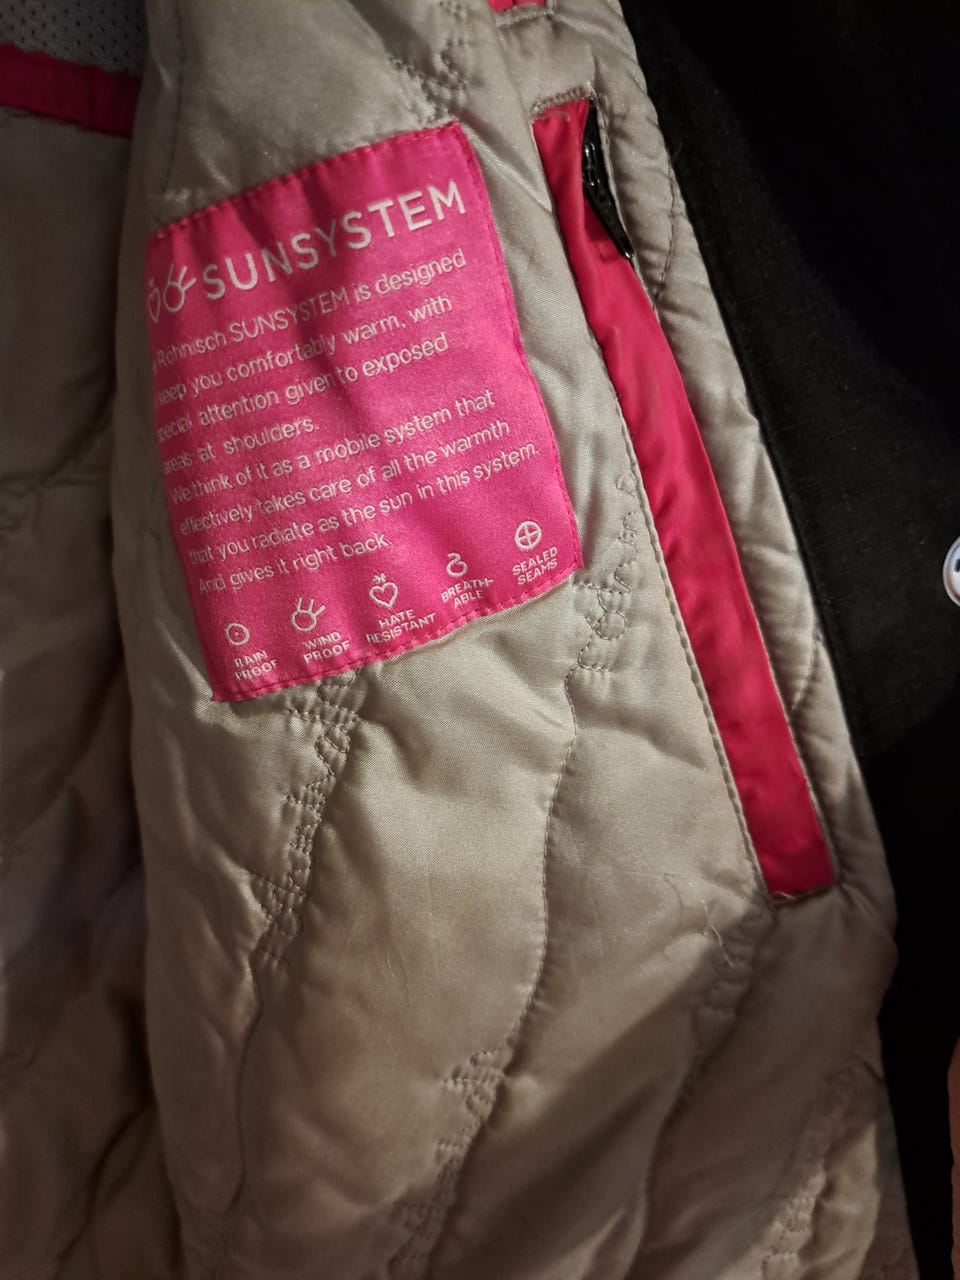 SUNSYSTEM
Röhnisch SUNSYSTEM is designed
keep you comfortably warm, with
special attention given to exposed
areas at shoulders.
We think of it as a mobile system that
effectively takes care of all the warmth
that you radiate as the sun in this system.
And gives it right back.
RAIN
PROOF
WIND
PROOF
HATE
RESISTANT
BREATH-
ABLE
SEALED
SEAMS